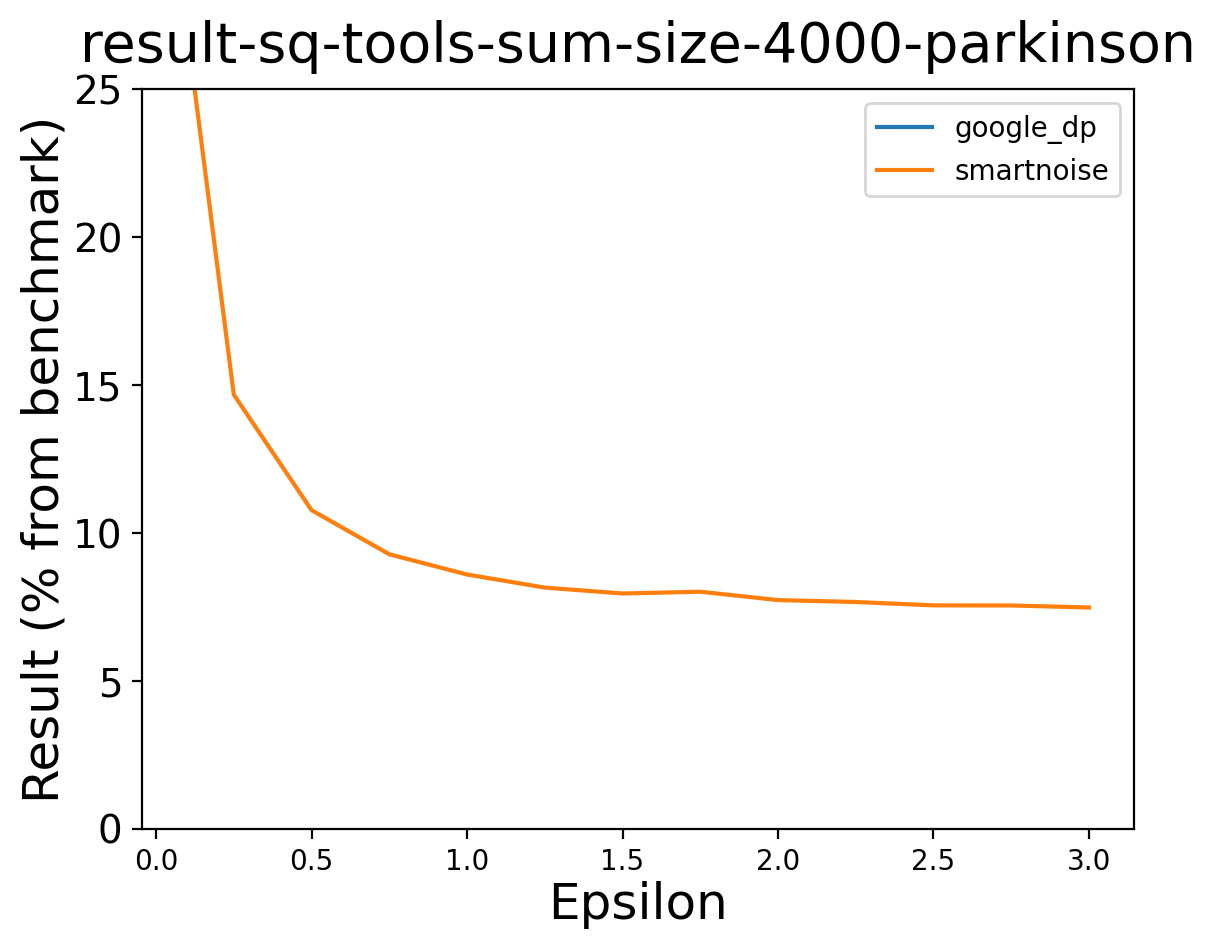 result-sq-tools-sum-size-4000-parkinson
25
20
15
10
5
0
Result (% from benchmark)
google_dp
smartnoise
0.0 0.5 1.0 1.5 2.0 2.5 3.0
Epsilon